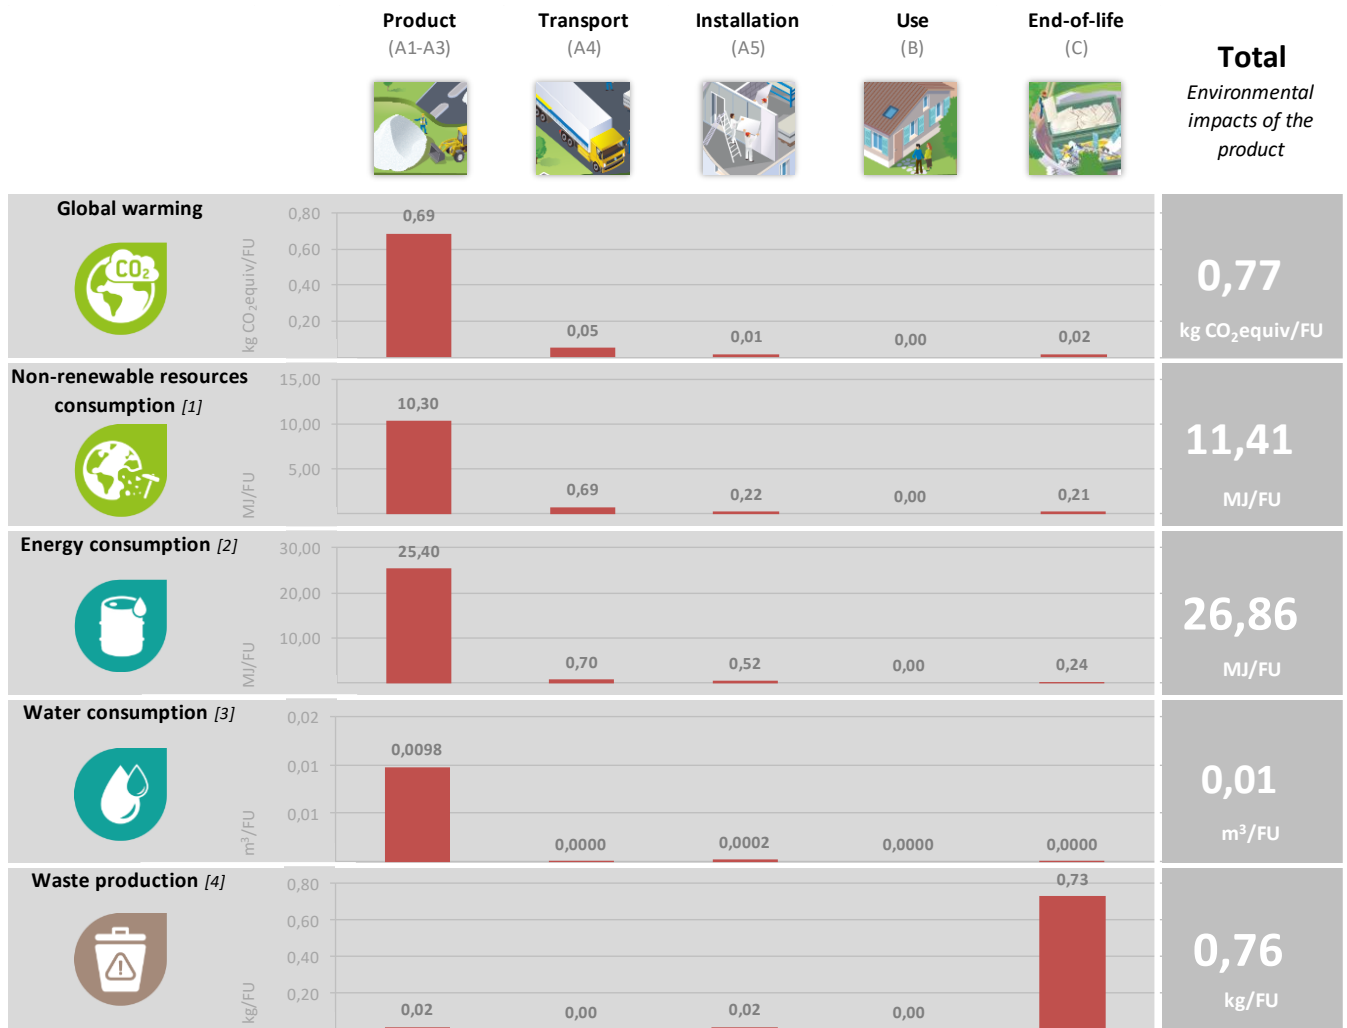 Product
(A1-A3)
Transport
(A4)
Installation
(A5)
Use
(B)
End-of-life
(C)
Total
Environmental
impacts of the
product
Global warming
CO2
kg CO2equiv/FU
0,80
0,60
0,40
0,20
0,69
0,05
0,01
0,00
0,02
0,77
kg CO2equiv/FU
Non-renewable resources
consumption [1]
MJ/FU
15,00
10,00
5,00
10,30
0,69
0,22
0,00
0,21
11,41
MJ/FU
Energy consumption [2]
MJ/FU
30,00
20,00
10,00
25,40
0,70
0,52
0,00
0,24
26,86
MJ/FU
Water consumption [3]
m³/FU
0,02
0,01
0,01
0,0098
0,0000
0,0002
0,0000
0,0000
0,01
m³/FU
Waste production [4]
kg/FU
0,80
0,60
0,40
0,20
0,02
0,00
0,02
0,00
0,73
0,76
kg/FU